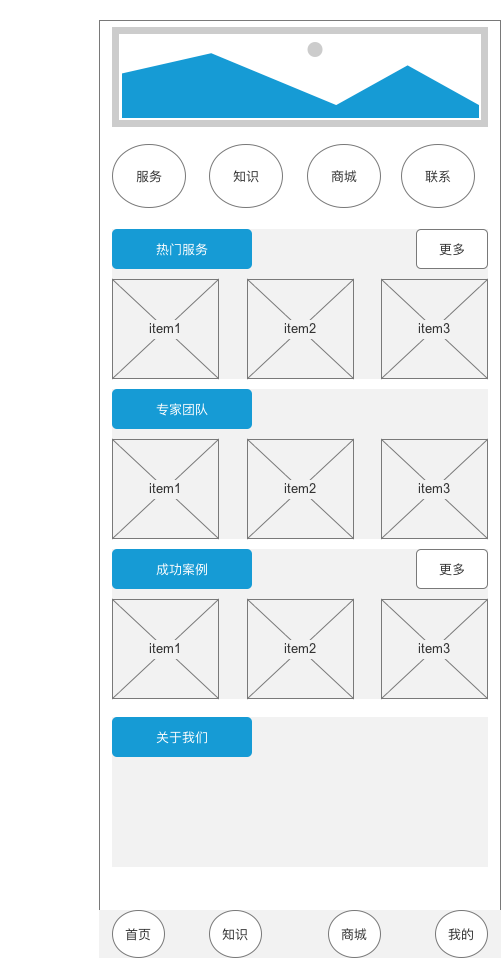 服务 知识 商城 联系
热门服务 更多
item1 item2 item3
专家团队
item1 item2 item3
成功案例 更多
item1 item2 item3
关于我们
首页 知识 商城 我的